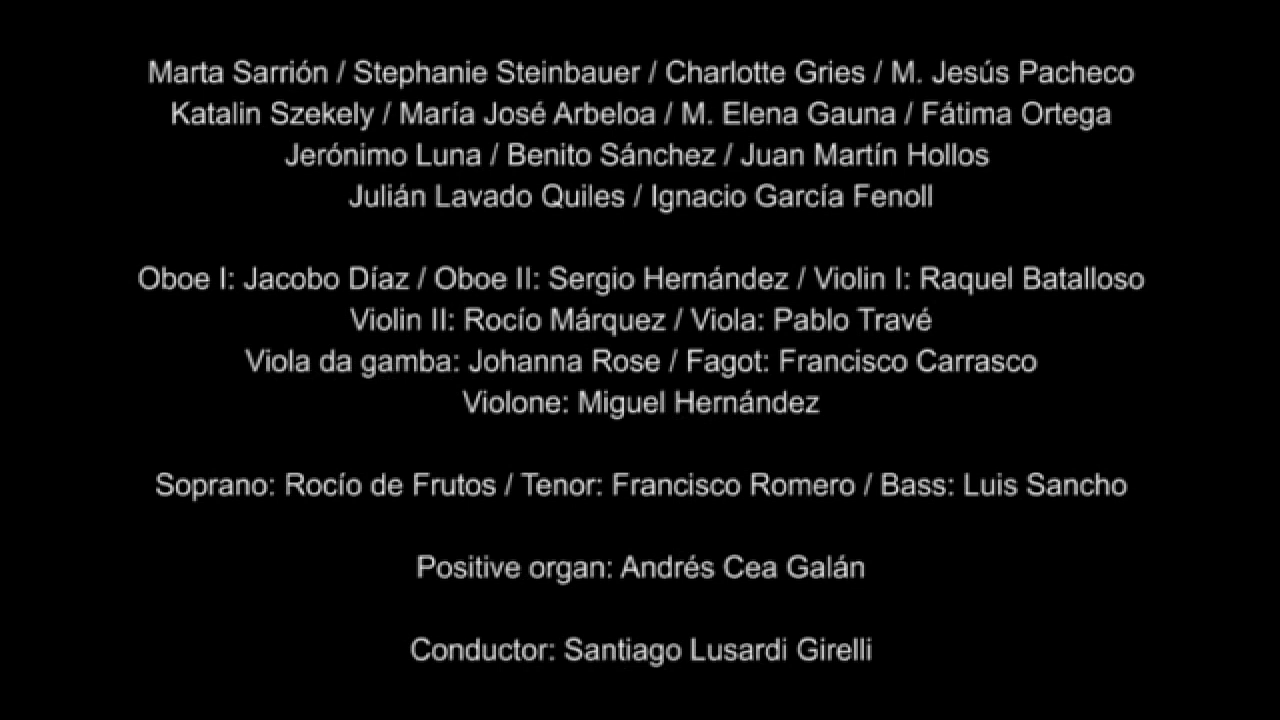 Marta Sarrión / Stephanie Steinbauer / Charlotte Gries / M. Jesús Pacheco
Katalin Szekely / María José Arbeloa / M. Elena Gauna / Fátima Ortega
Jerónimo Luna / Benito Sánchez / Juan Martín Hollos
Julián Lavado Quiles / Ignacio García Fenoll
Oboe I: Jacobo Díaz / Oboe II: Sergio Hernández / Violin I: Raquel Batalloso
Violin II: Rocío Márquez / Viola: Pablo Travé
Viola da gamba: Johanna Rose / Fagot: Francisco Carrasco
Violone: Miguel Hernández
Soprano: Rocío de Frutos / Tenor: Francisco Romero / Bass: Luis Sancho
Positive organ: Andrés Cea Galán
Conductor: Santiago Lusardi Girelli